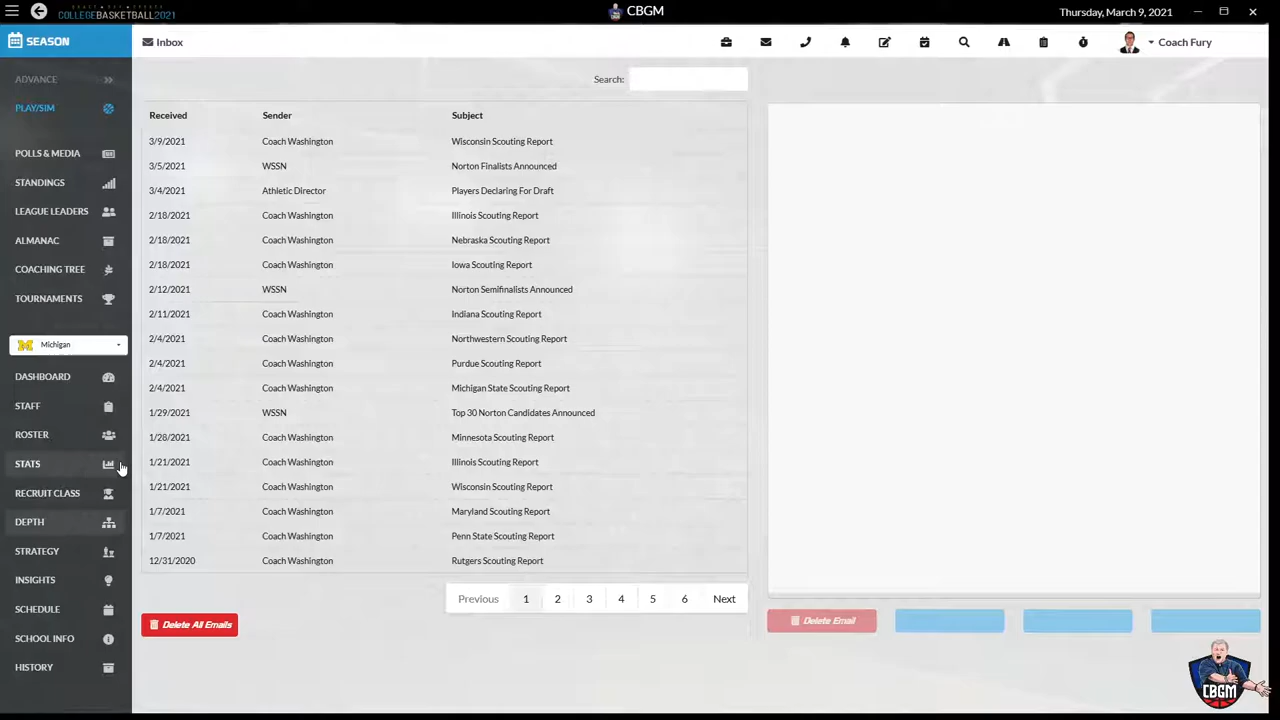 DRAFT DAY SPORTS
COLLEGEBASKETBALL2021
CBGM
Thursday, March 9, 2021
SEASON
Inbox
Coach Fury
ADVANCE
PLAY/SIM
POLLS & MEDIA
STANDINGS
LEAGUE LEADERS
ALMANAC
COACHING TREE
TOURNAMENTS
Michigan
DASHBOARD
STAFF
ROSTER
STATS
RECRUIT CLASS
DEPTH
STRATEGY
INSIGHTS
SCHEDULE
SCHOOL INFO
HISTORY
Search:
Received Sender Subject
3/9/2021 Coach Washington Wisconsin Scouting Report
3/5/2021 WSSN Norton Finalists Announced
3/4/2021 Athletic Director Players Declaring For Draft
2/18/2021 Coach Washington Illinois Scouting Report
2/18/2021 Coach Washington Nebraska Scouting Report
2/18/2021 Coach Washington Iowa Scouting Report
2/12/2021 WSSN Norton Semifinalists Announced
2/11/2021 Coach Washington Indiana Scouting Report
2/4/2021 Coach Washington Northwestern Scouting Report
2/4/2021 Coach Washington Purdue Scouting Report
2/4/2021 Coach Washington Michigan State Scouting Report
1/29/2021 WSSN Top 30 Norton Candidates Announced
1/28/2021 Coach Washington Minnesota Scouting Report
1/21/2021 Coach Washington Illinois Scouting Report
1/21/2021 Coach Washington Wisconsin Scouting Report
1/7/2021 Coach Washington Maryland Scouting Report
1/7/2021 Coach Washington Penn State Scouting Report
12/31/2020 Coach Washington Rutgers Scouting Report
Previous 1 2 3 4 5 6 Next
Delete All Emails
Delete Email
CBGM